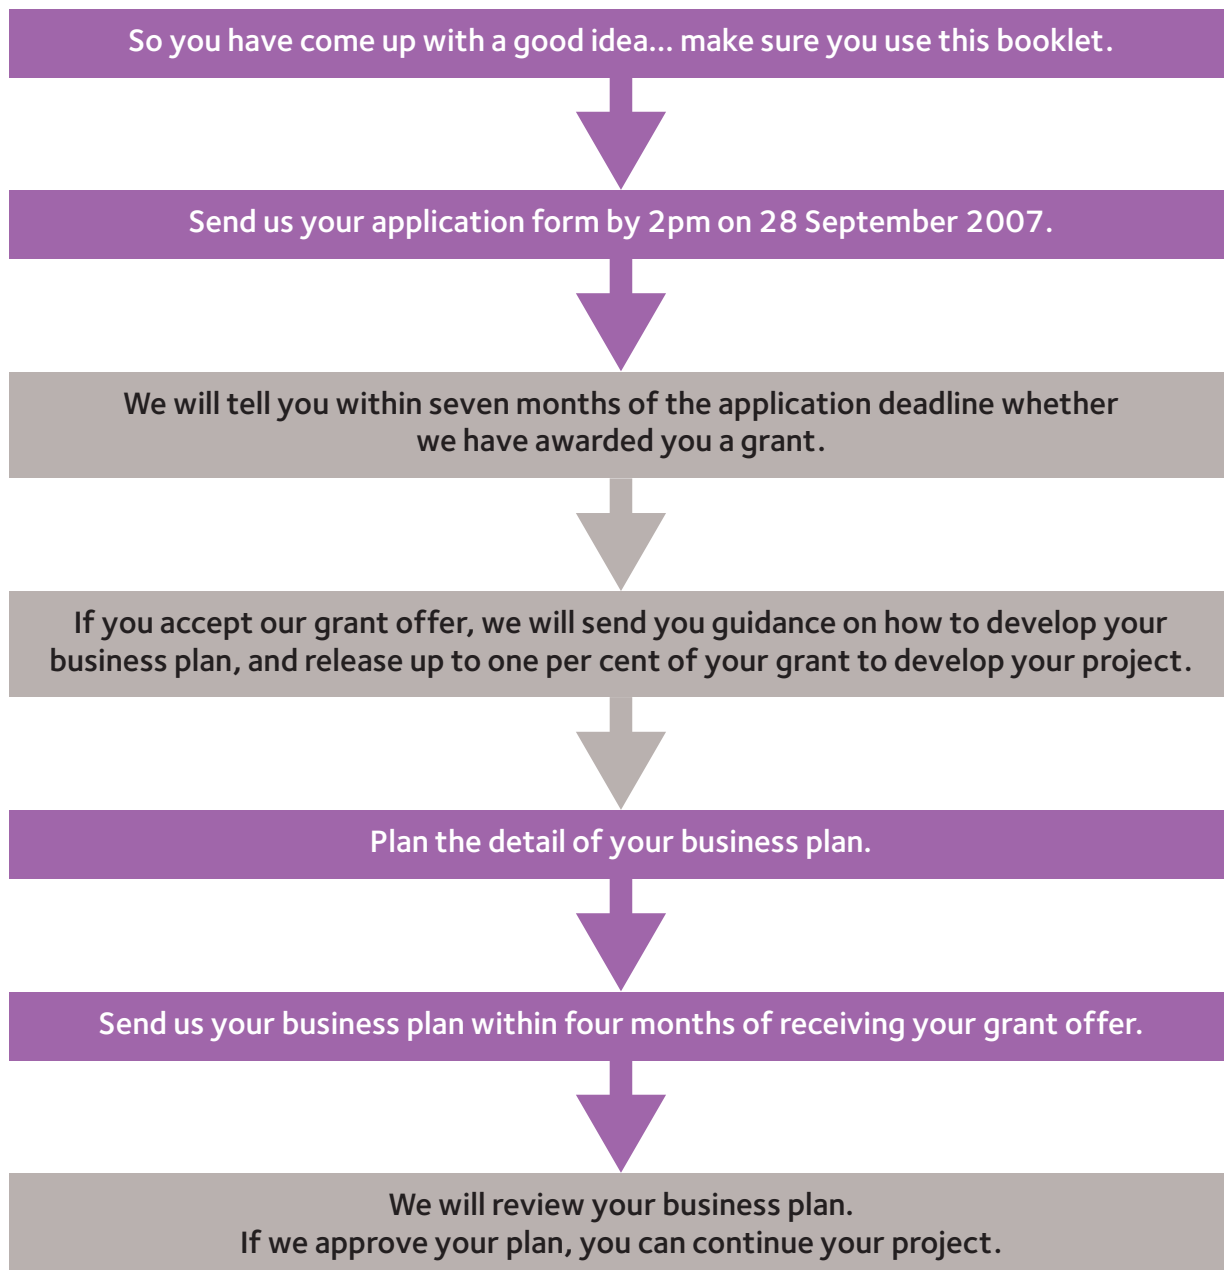 So you have come up with a good idea... make sure you use this booklet.
Send us your application form by 2pm on 28 September 2007.
We will tell you within seven months of the application deadline whether
we have awarded you a grant.
If you accept our grant offer, we will send you guidance on how to develop your
business plan, and release up to one per cent of your grant to develop your project.
Plan the detail of your business plan.
Send us your business plan within four months of receiving your grant offer.
We will review your business plan.
If we approve your plan, you can continue your project.